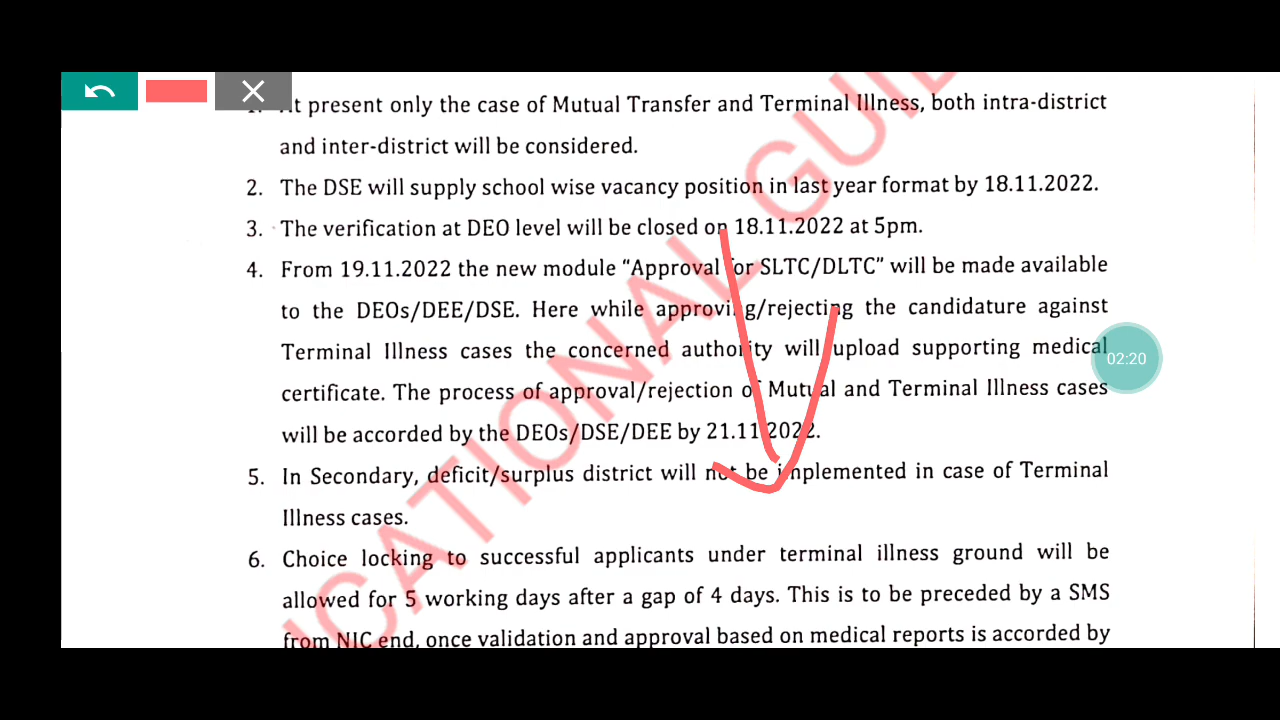 1. At present only the case of Mutual Transfer and Terminal Illness, both intra-district
and inter-district will be considered.
2. The DSE will supply school wise vacancy position in last year format by 18.11.2022.
3. The verification at DEO level will be closed on 18.11.2022 at 5pm.
4. From 19.11.2022 the new module “Approval for SLTC/DLTC” will be made available
to the DEOs/DEE/DSE. Here while approving/rejecting the candidature against
Terminal Illness cases the concerned authority will upload supporting medical
certificate. The process of approval/rejection of Mutual and Terminal Illness cases
will be accorded by the DEOs/DSE/DEE by 21.11.2022.
5. In Secondary, deficit/surplus district will not be implemented in case of Terminal
Illness cases.
6. Choice locking to successful applicants under terminal illness ground will be
allowed for 5 working days after a gap of 4 days. This is to be preceded by a SMS
from NIC end, once validation and approval based on medical reports is accorded by
02:20